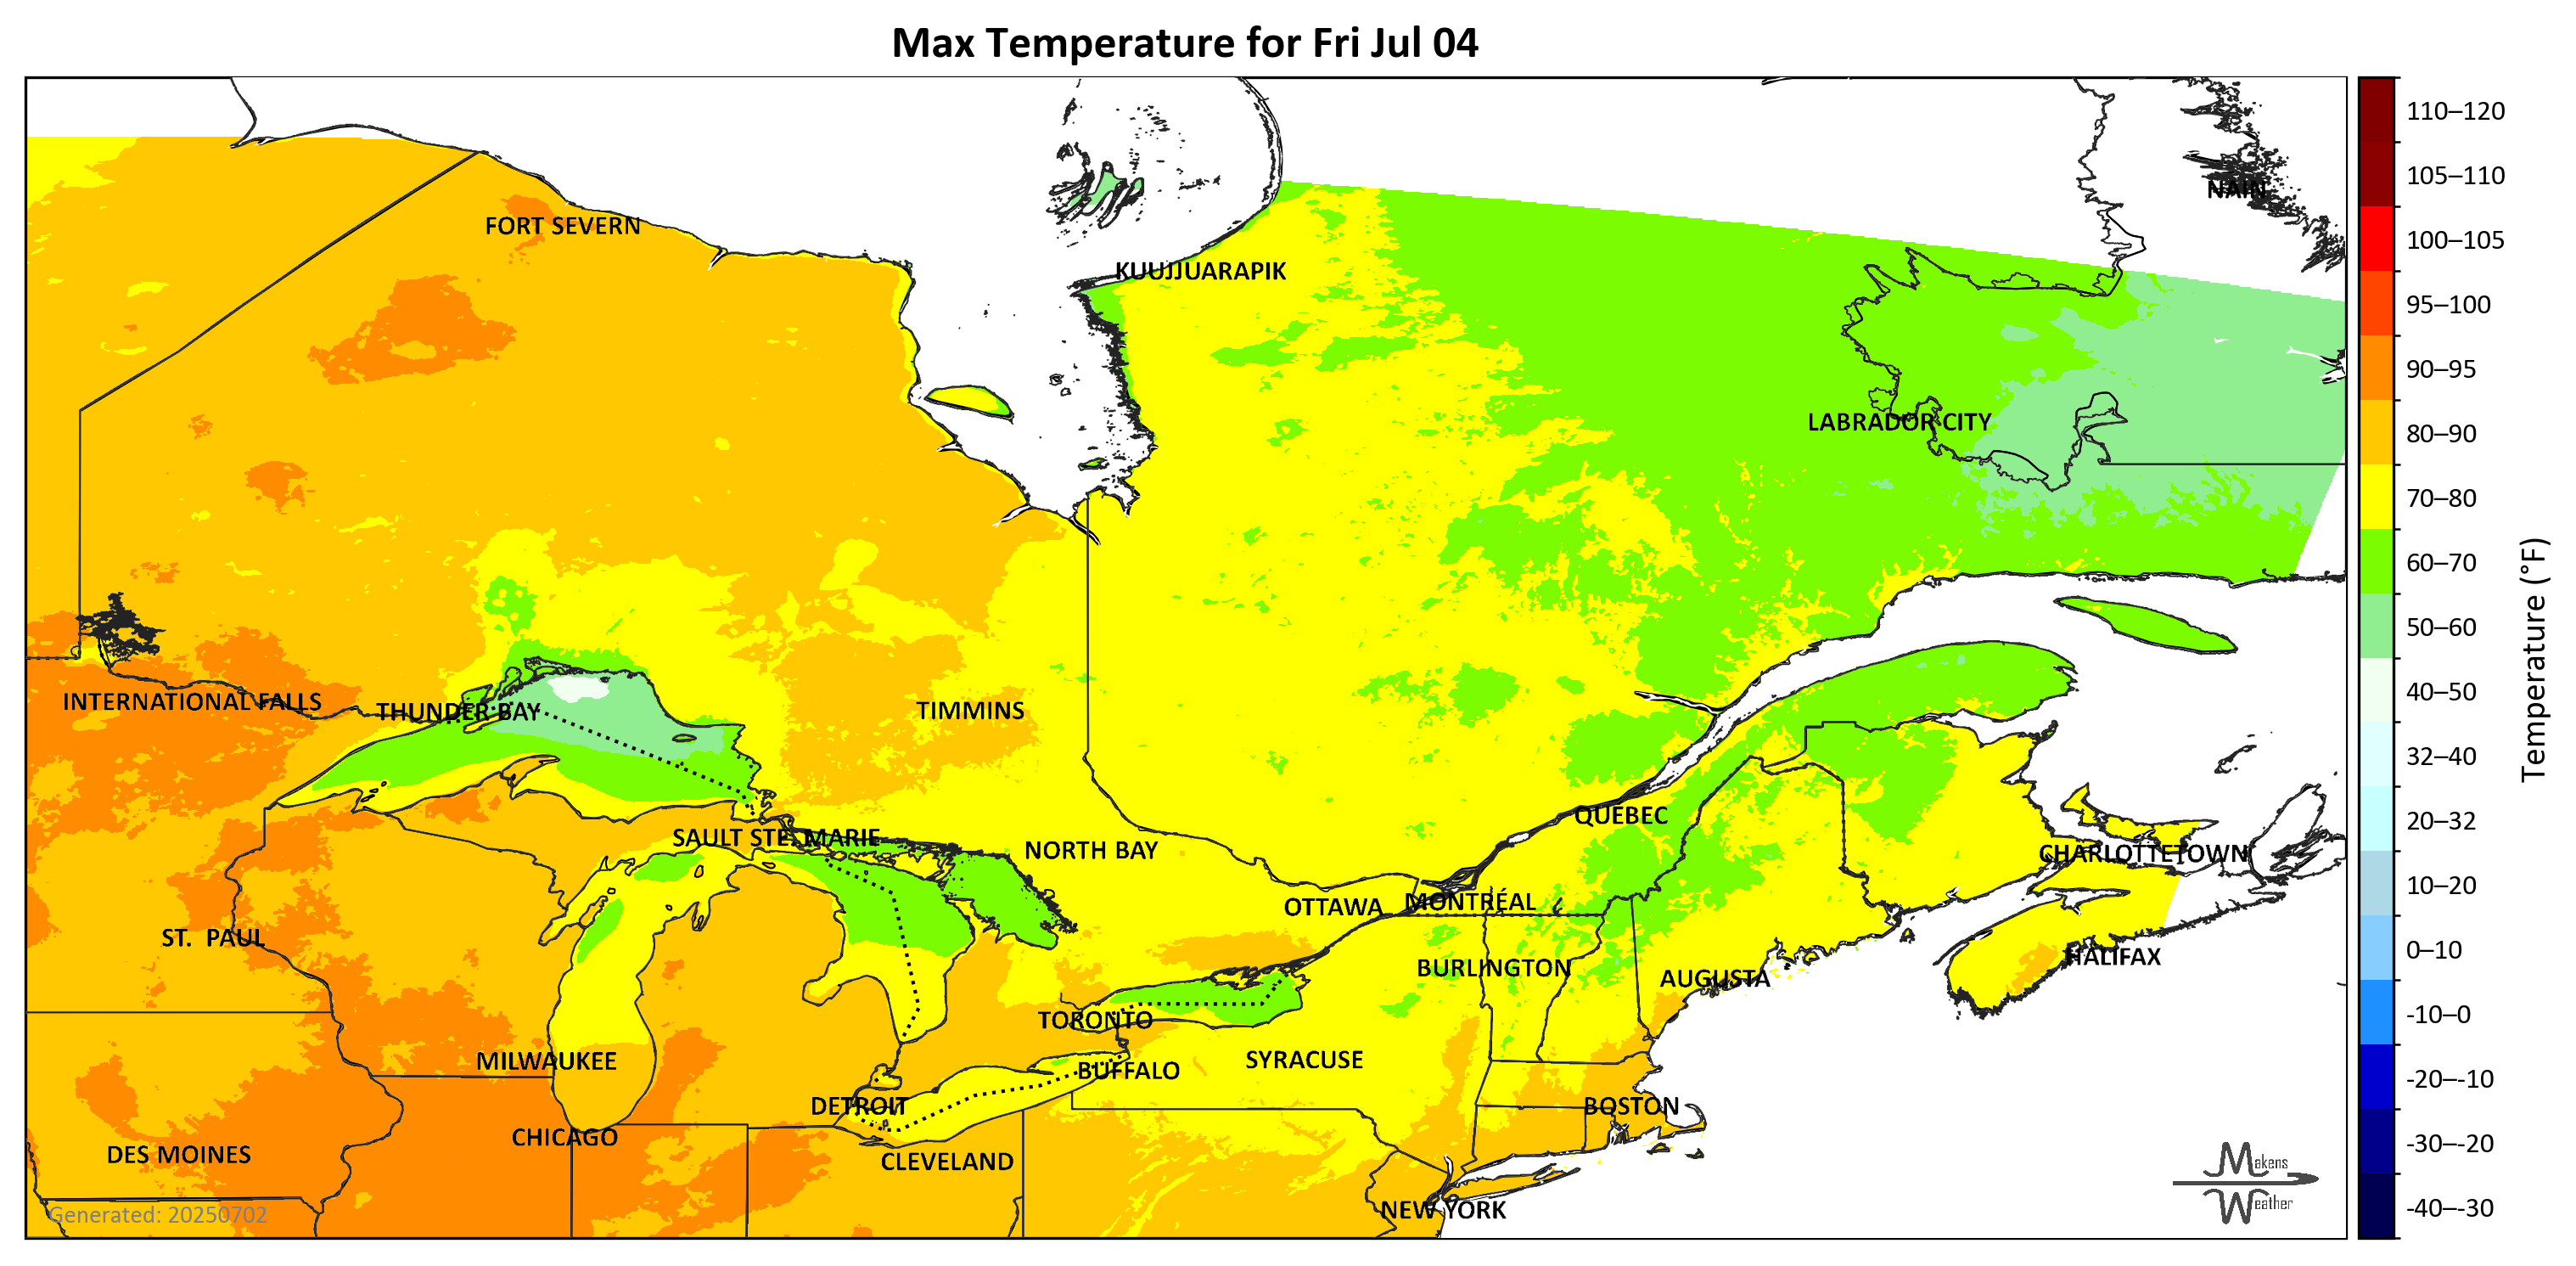 Max Temperature for Fri Jul 04
110–120
105–110
NAIN
FORT SEVERN
100–105
KUUJJUARAPIK
95–100
90–95
LABRADOR CITY
80–90
70–80
60–70
50–60
Temperature (°F)
INTERNATIONAL FALLS
THUNDER BAY
TIMMINS
40–50
32–40
QUEBEC
20–32
SAULT STE. MARIE
NORTH BAY
CHARLOTTETOWN
10–20
OTTAWA
MONTRÉAL
ST. PAUL
0–10
BURLINGTON
AUGUSTA
HALIFAX
TORONTO
-10–0
MILWAUKEE
BUFFALO
SYRACUSE
-20–-10
DETROIT
BOSTON
CHICAGO
-30–-20
DES MOINES
CLEVELAND
Makens
Weather
Generated: 20250702
NEW YORK
-40–-30